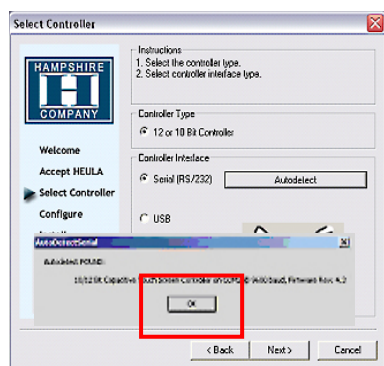 Select Controller
HAMPSHIRE
H
COMPANY
Instructions
1. Select the controller type.
2. Select controller interface type.
Controller Type
12 or 10 Bit Controller
Controller Interface
Serial (RS/232)
Autodetect
USB
Welcome
Accept HEULA
Select Controller
Configure
AutoDetectSerial
Autodetect FOUND:
10/12 Bit Capacitive Touch Screen Controller on COM2 @ 9600 baud, Firmware Rev: 4.3
OK
< Back
Next >
Cancel